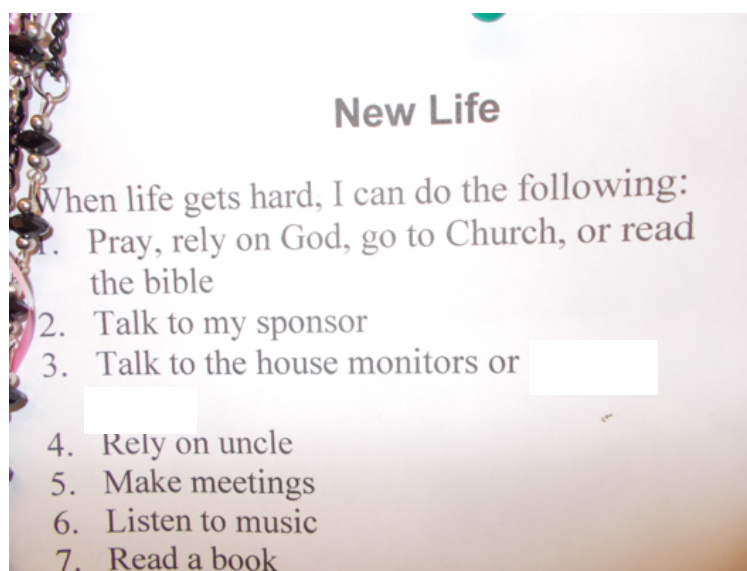 New Life
When life gets hard, I can do the following:
1. Pray, rely on God, go to Church, or read
the bible
2. Talk to my sponsor
3. Talk to the house monitors or
4. Rely on uncle
5. Make meetings
6. Listen to music
7. Read a book